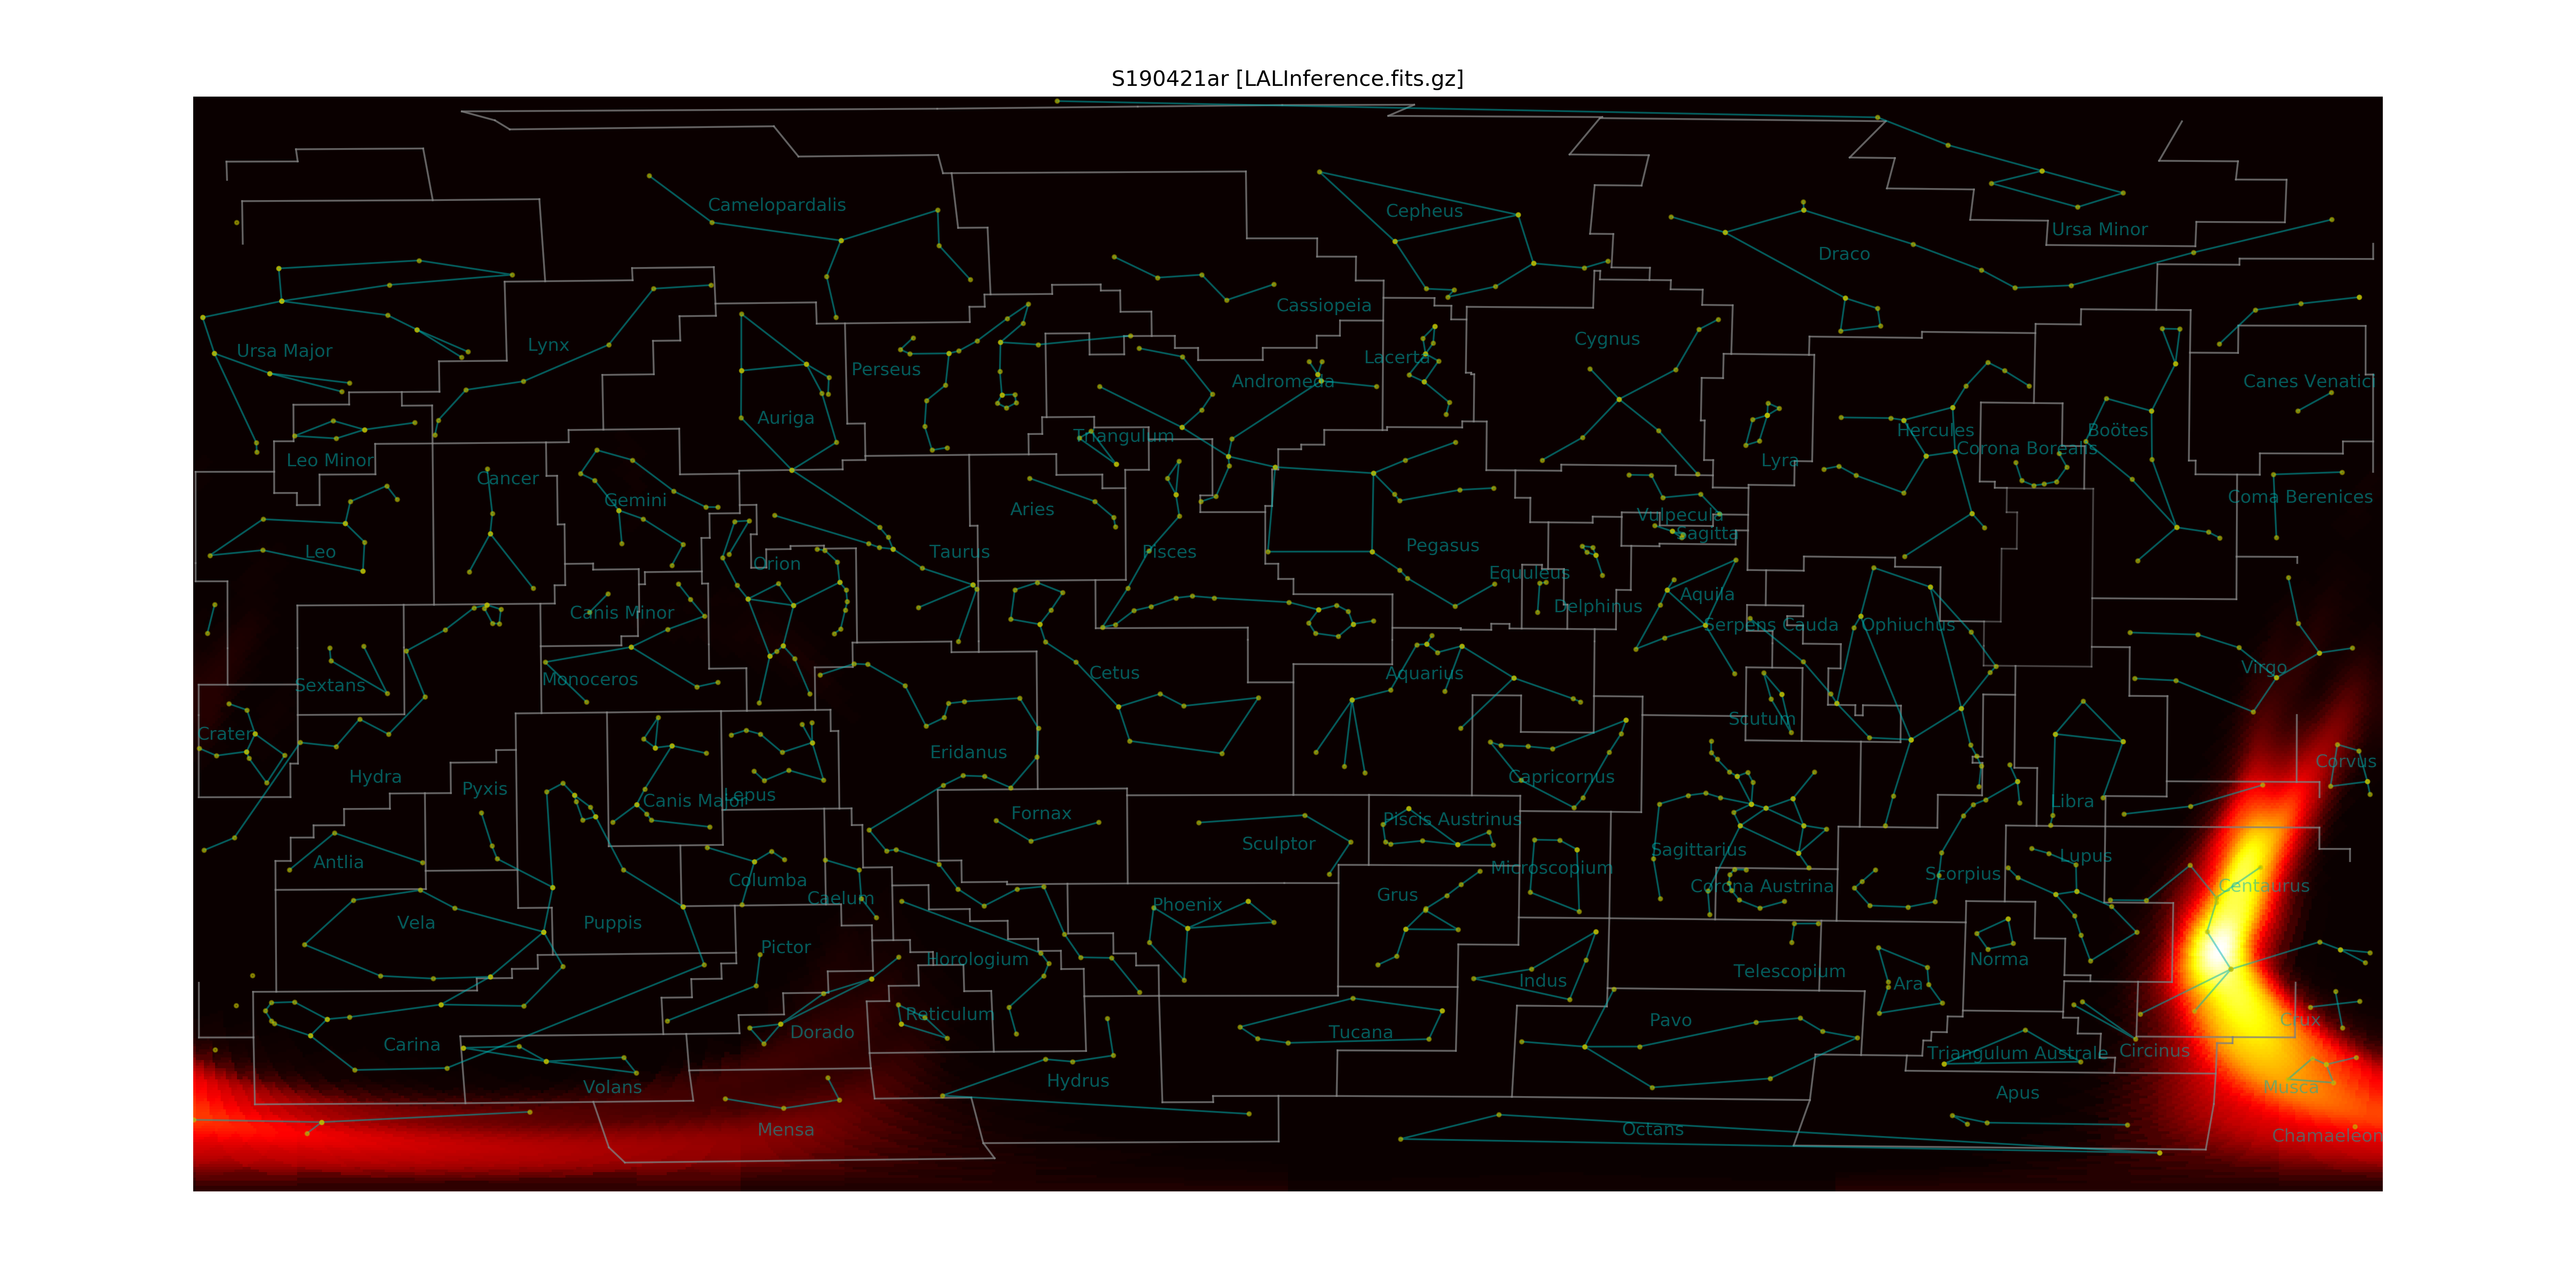 S190421ar [LALInference.fits.gz]
Camelopardalis
Cepheus
Ursa Minor
Draco
Cassiopeia
Ursa Major
Lynx
Perseus
Lacerta
Cygnus
Andromeda
Canes Venatici
Auriga
Triangulum
Hercules
Boötes
Corona Borealis
Leo Minor
Lyra
Cancer
Gemini
Aries
Coma Berenices
Vulpecula
Sagitta
Leo
Orion
Taurus
Pisces
Pegasus
Equuleus
Delphinus
Aquila
Canis Minor
Serpens Cauda
Ophiuchus
Sextans
Monoceros
Cetus
Aquarius
Virgo
Crater
Scutum
Eridanus
Corvus
Hydra
Pyxis
Capricornus
Canis Major
Lepus
Libra
Fornax
Piscis Austrinus
Sculptor
Sagittarius
Lupus
Antlia
Microscopium
Columba
Scorpius
Corona Austrina
Centaurus
Caelum
Grus
Phoenix
Vela
Puppis
Pictor
Horologium
Norma
Telescopium
Indus
Ara
Reticulum
Pavo
Crux
Dorado
Tucana
Carina
Triangulum Australe
Circinus
Volans
Hydrus
Musca
Apus
Mensa
Octans
Chamaeleon